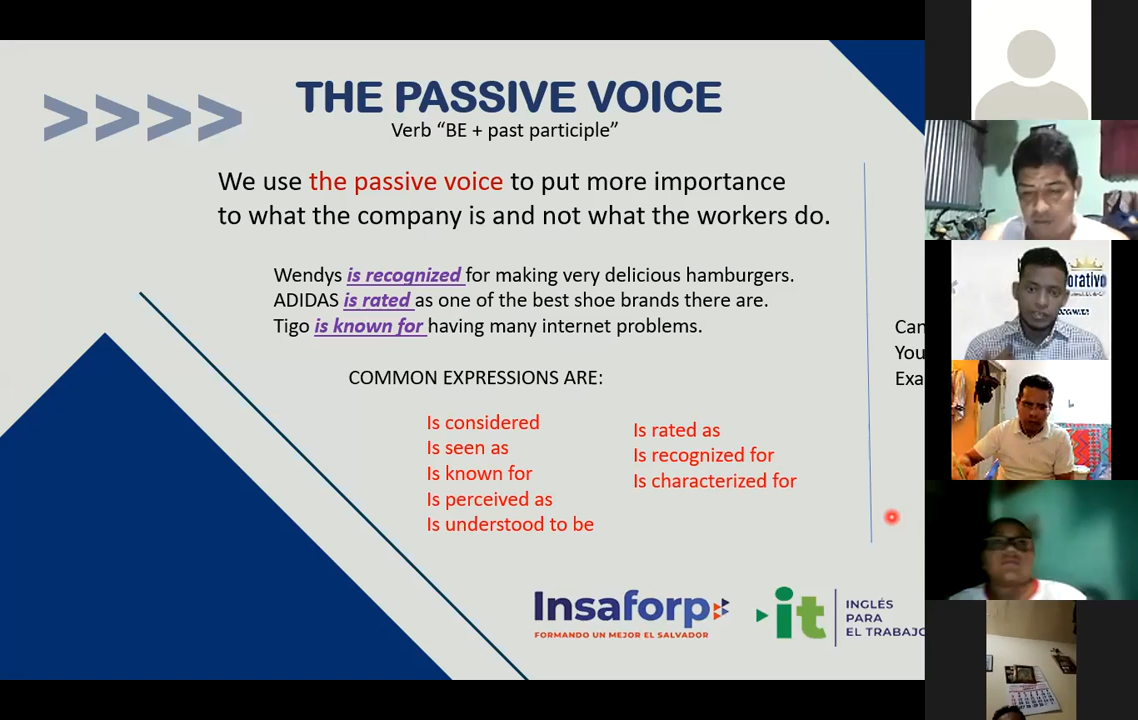 >>>>
THE PASSIVE VOICE
Verb “BE + past participle”
We use the passive voice to put more importance
to what the company is and not what the workers do.
Wendys is recognized for making very delicious hamburgers.
ADIDAS is rated as one of the best shoe brands there are.
Tigo is known for having many internet problems.
COMMON EXPRESSIONS ARE:
Is considered
Is seen as
Is known for
Is perceived as
Is understood to be
Is rated as
Is recognized for
Is characterized for
Can
You
Exa
Insaforp
FORMANDO UN MEJOR EL SALVADOR
it
INGLÉS
PARA
EL TRABAJO
orativo